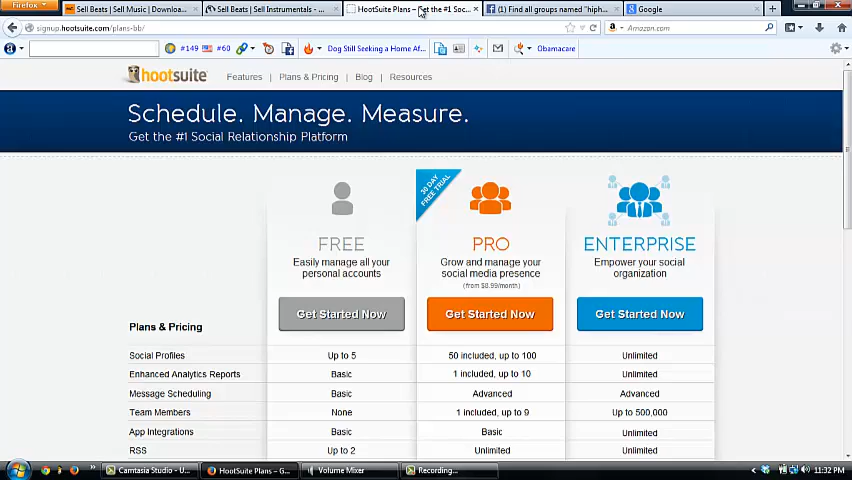 Firefox
Sell Beats | Sell Music | Downloa...
Sell Beats | Sell Instrumentals - ...
HootSuite Plans – Get the #1 Soc...
(1) Find all groups named "hiph...
Google
signup.hootsuite.com/plans-bb/
Amazon.com
#149
#62
Dog Still Seeking a Home Af...
Obamacare
hootsuite
Features | Plans & Pricing | Blog | Resources
Schedule. Manage. Measure.
Get the #1 Social Relationship Platform
30 DAY
FREE TRIAL
FREE
Easily manage all your
personal accounts
Get Started Now
PRO
Grow and manage your
social media presence
(from $8.99/month)
Get Started Now
ENTERPRISE
Empower your social
organization
Get Started Now
Plans & Pricing
Social Profiles Up to 5 50 included, up to 100 Unlimited
Enhanced Analytics Reports Basic 1 included, up to 10 Unlimited
Message Scheduling Basic Advanced Advanced
Team Members None 1 included, up to 9 Up to 500,000
App Integrations Basic Basic Unlimited
RSS Up to 2 Unlimited Unlimited
Camtasia Studio - U...
HootSuite Plans – G...
Volume Mixer
Recording...
11:32 PM